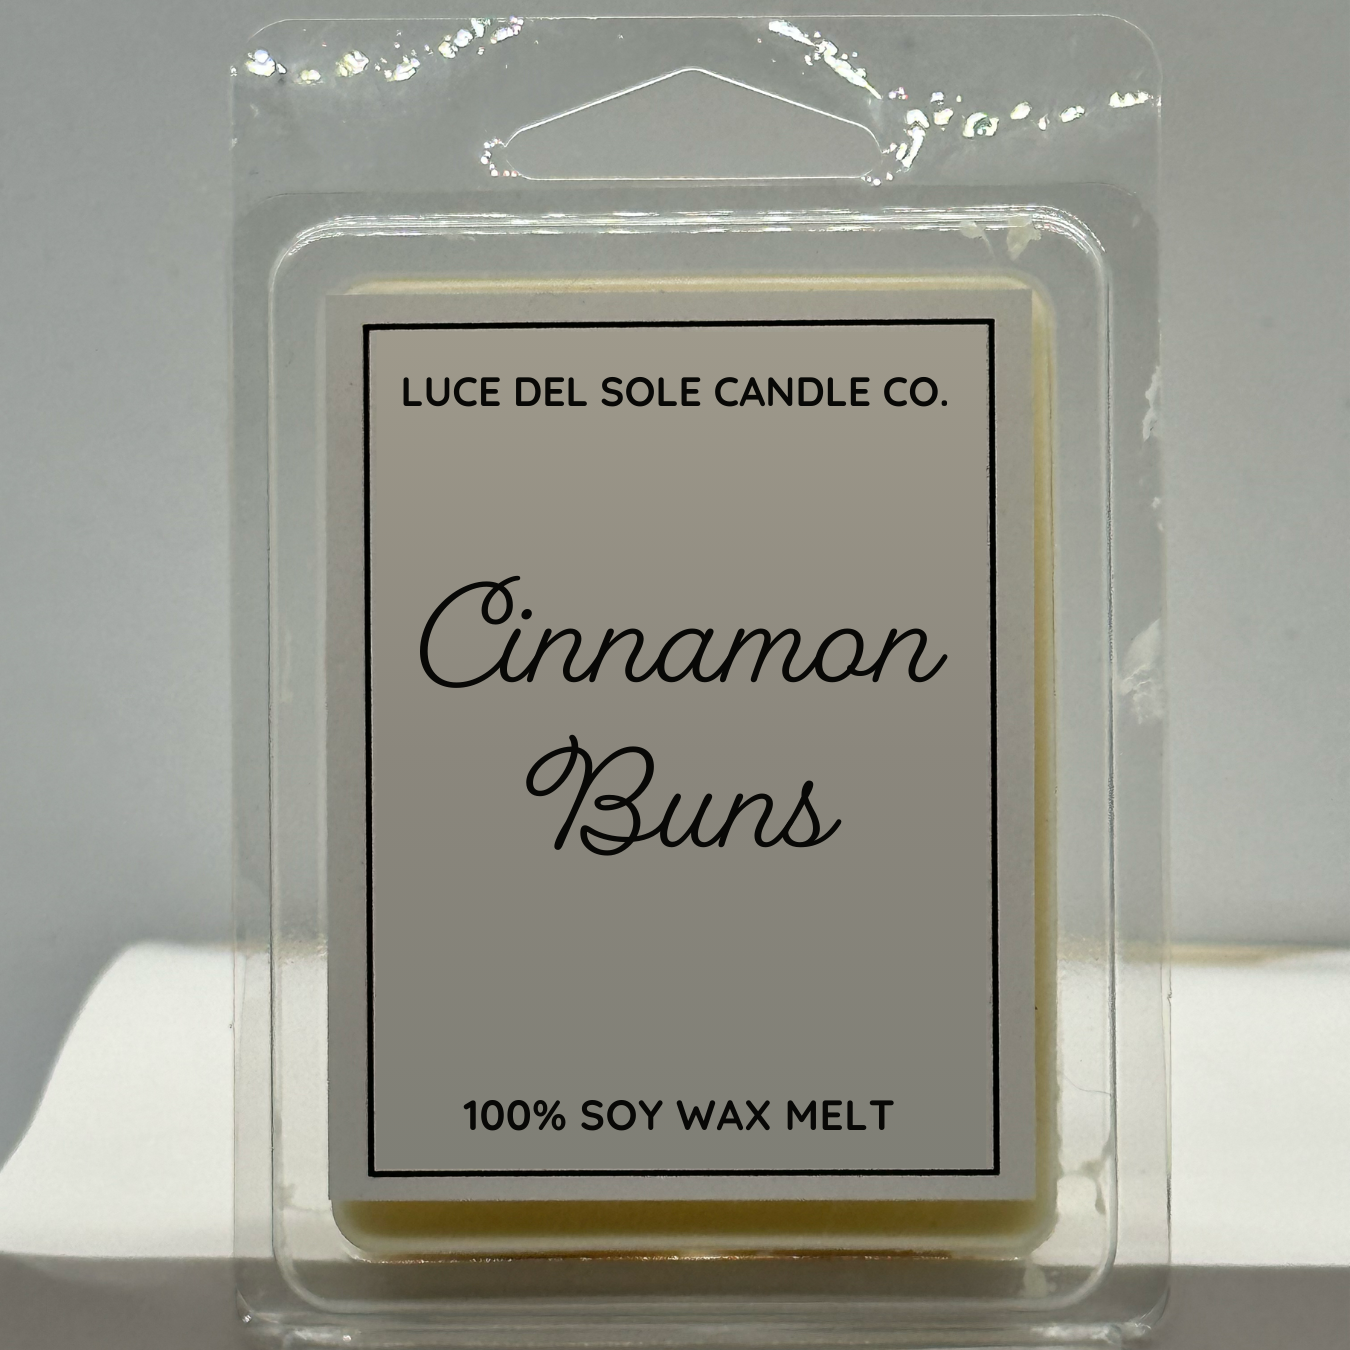 LUCE DEL SOLE CANDLE CO.
Cinnamon
Buns
100% SOY WAX MELT